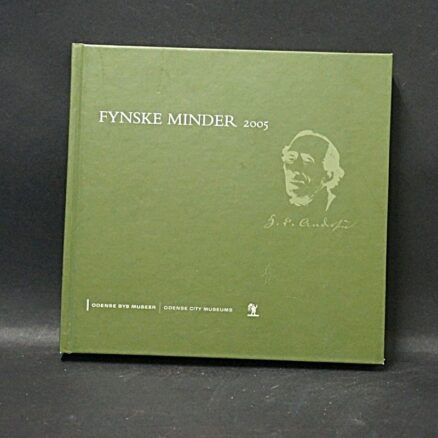 FYNSKE MINDER 2005
H. C. Andersen
ODENSE BYS MUSEER | ODENSE CITY MUSEUMS